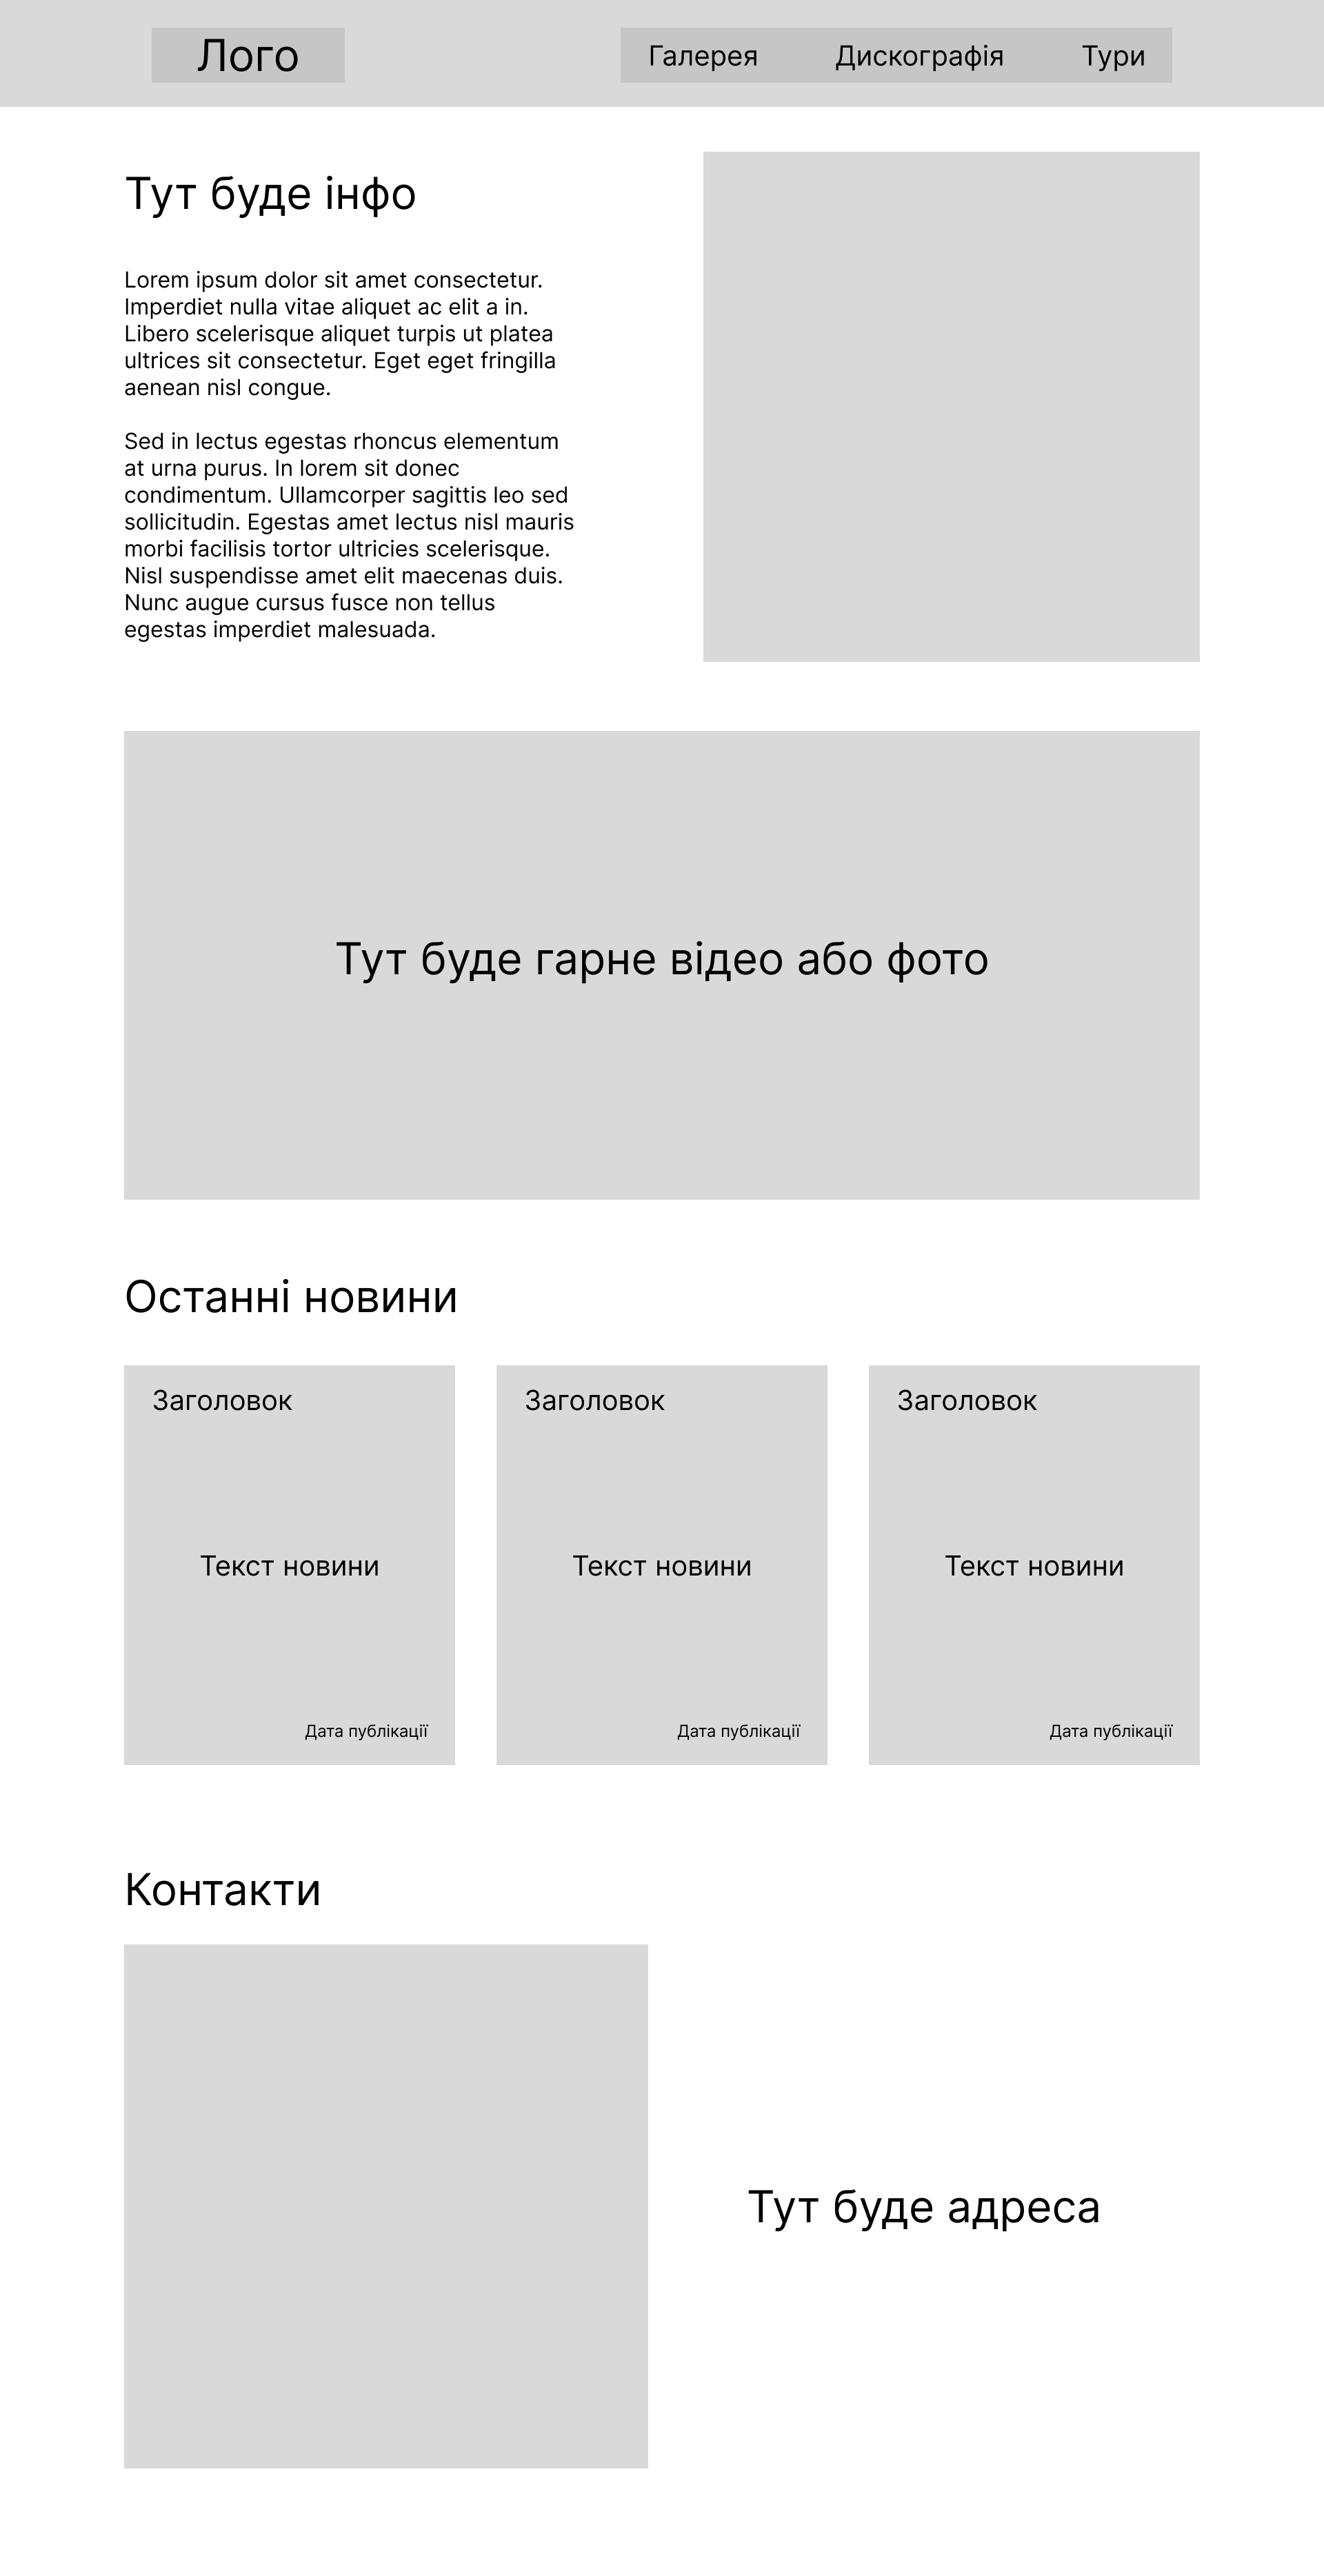 Лого
Галерея Дискографія Тури
Тут буде інфо
Lorem ipsum dolor sit amet consectetur.
Imperdiet nulla vitae aliquet ac elit a in.
Libero scelerisque aliquet turpis ut platea
ultrices sit consectetur. Eget eget fringilla
aenean nisl congue.
Sed in lectus egestas rhoncus elementum
at urna purus. In lorem sit donec
condimentum. Ullamcorper sagittis leo sed
sollicitudin. Egestas amet lectus nisl mauris
morbi facilisis tortor ultricies scelerisque.
Nisl suspendisse amet elit maecenas duis.
Nunc augue cursus fusce non tellus
egestas imperdiet malesuada.
Тут буде гарне відео або фото
Останні новини
Заголовок
Текст новини
Дата публікації
Заголовок
Текст новини
Дата публікації
Заголовок
Текст новини
Дата публікації
Контакти
Тут буде адреса